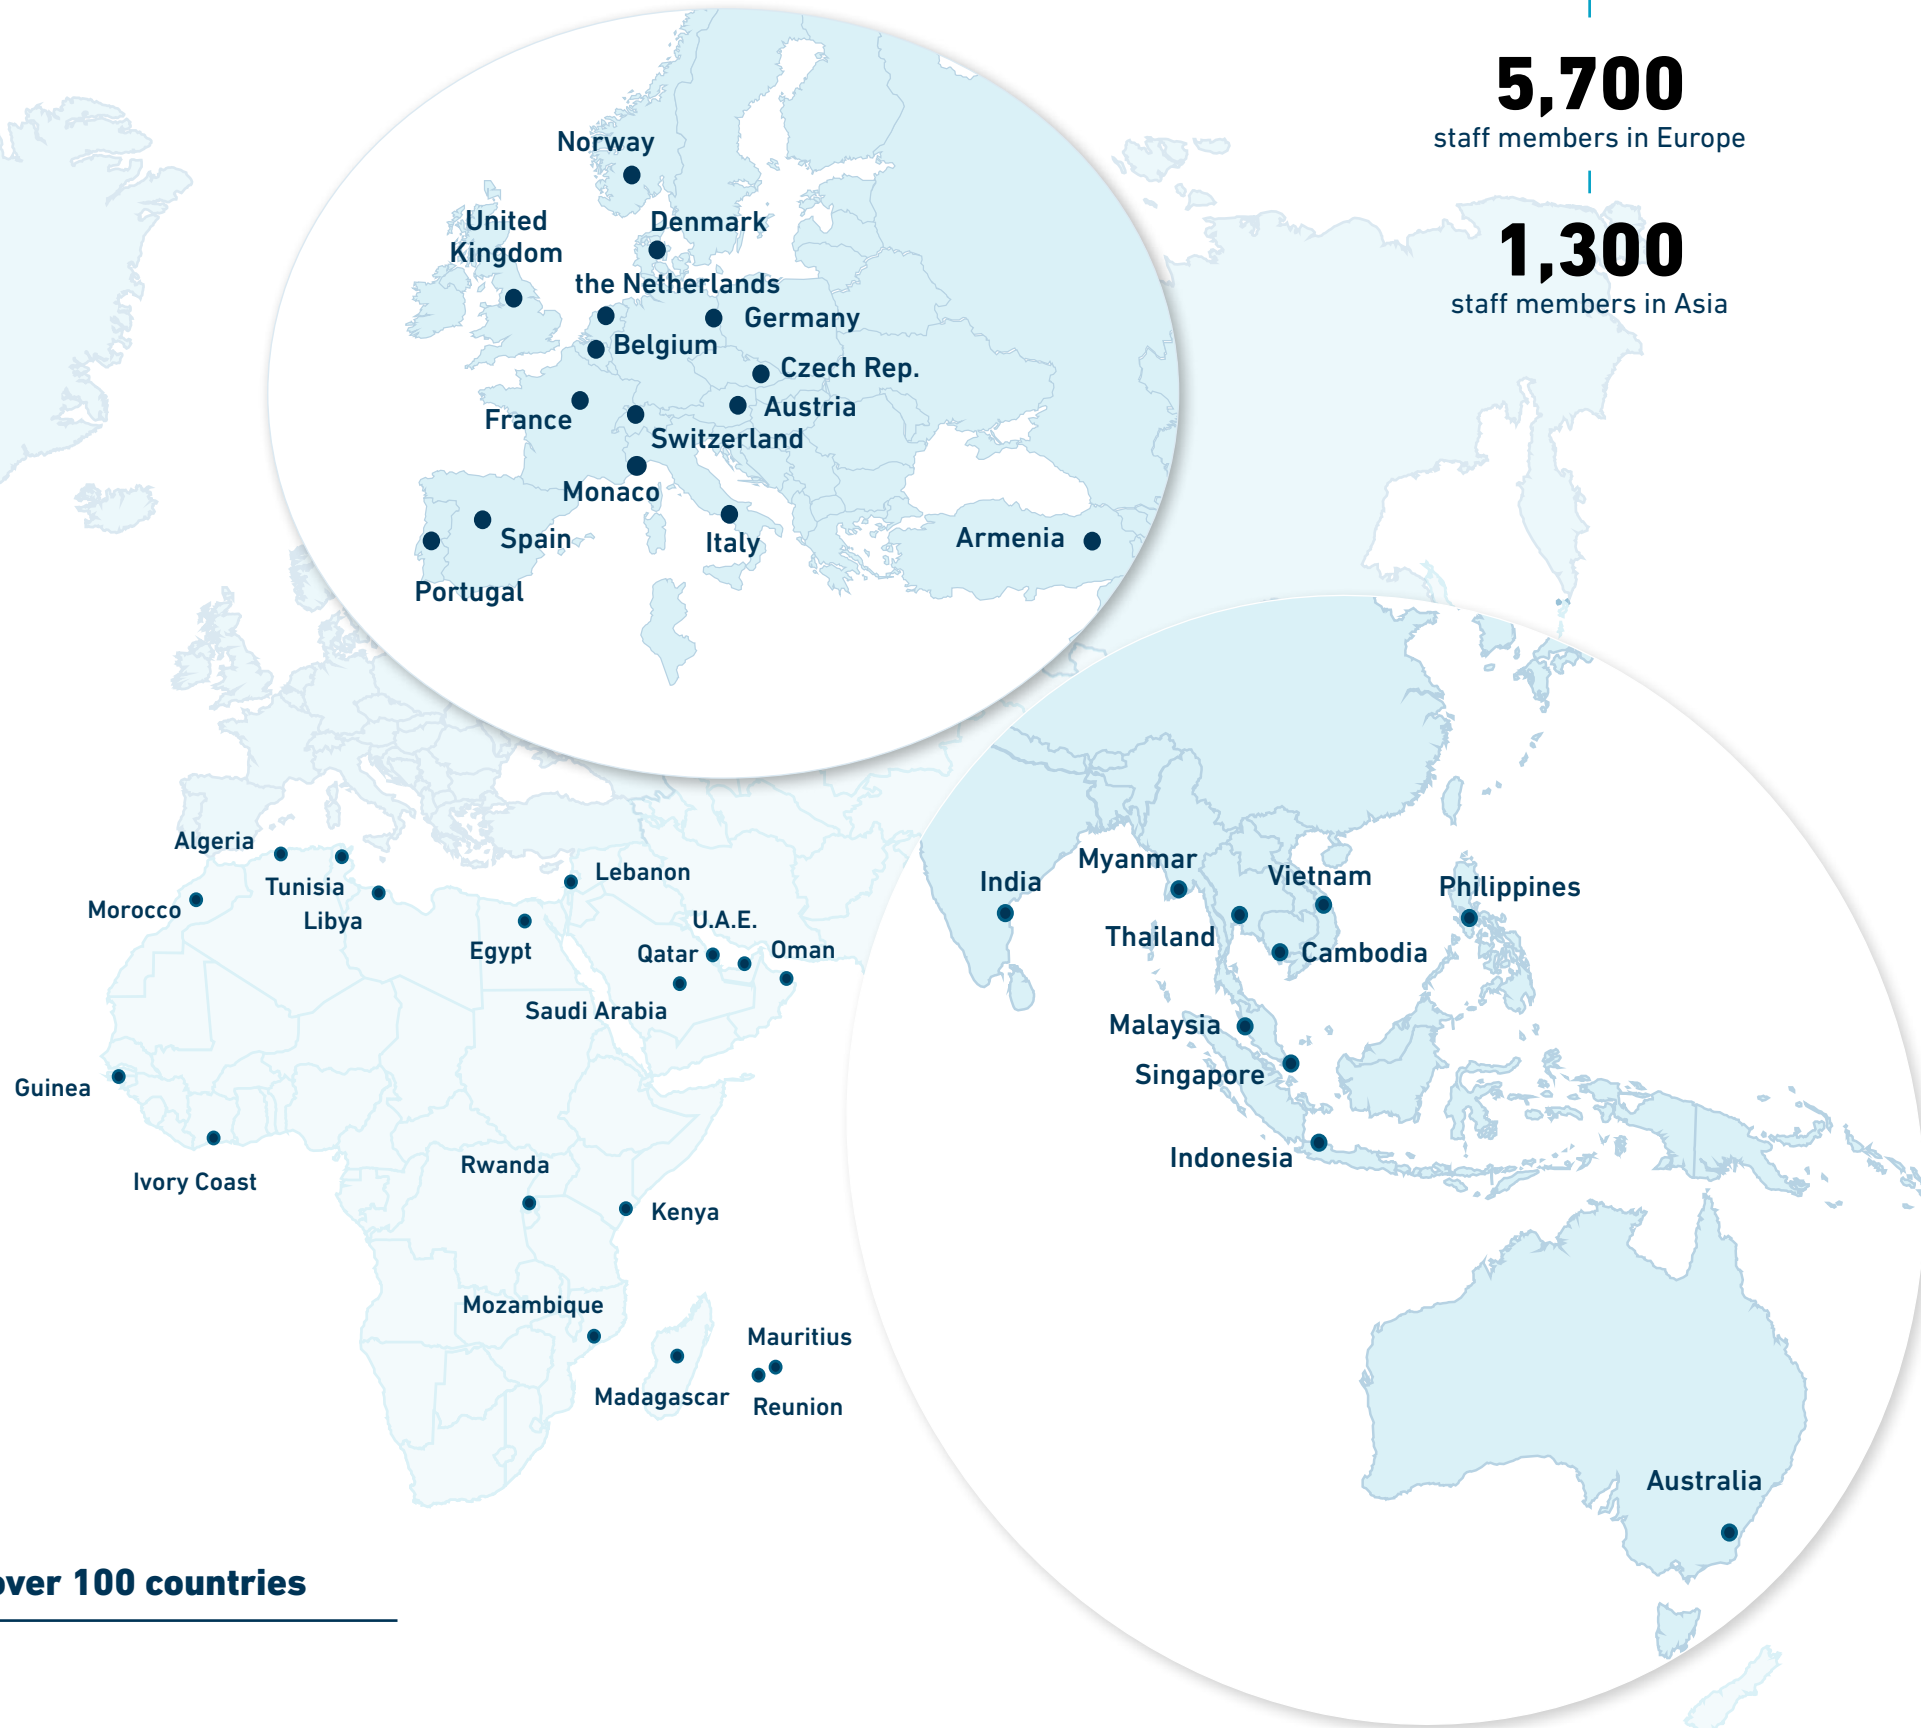 5,700
staff members in Europe
1,300
staff members in Asia
Norway
United
Kingdom
Denmark
the Netherlands
Germany
Belgium
Czech Rep.
Austria
France
Switzerland
Monaco
Spain
Italy
Armenia
Portugal
Algeria
Tunisia
Morocco
Libya
Lebanon
Egypt
U.A.E.
Qatar
Oman
Saudi Arabia
Guinea
Ivory Coast
Rwanda
Kenya
Mozambique
Mauritius
Madagascar
Reunion
India
Myanmar
Vietnam
Philippines
Thailand
Cambodia
Malaysia
Singapore
Indonesia
Australia
over 100 countries